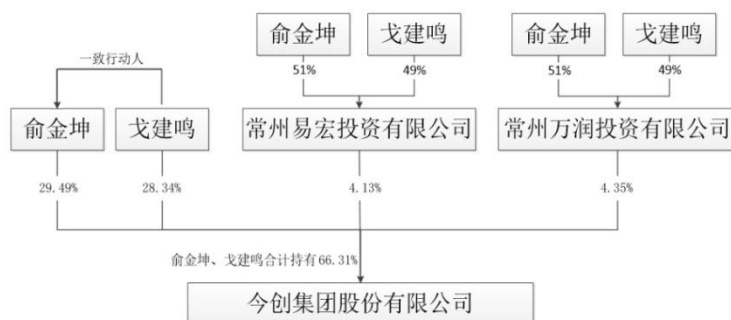 俞金坤
戈建鸣
俞金坤
戈建鸣
一致行动人
51%
49%
51%
49%
俞金坤
戈建鸣
常州易宏投资有限公司
常州万润投资有限公司
29.49%
28.34%
4.13%
4.35%
俞金坤、戈建鸣合计持有66.31%
今创集团股份有限公司